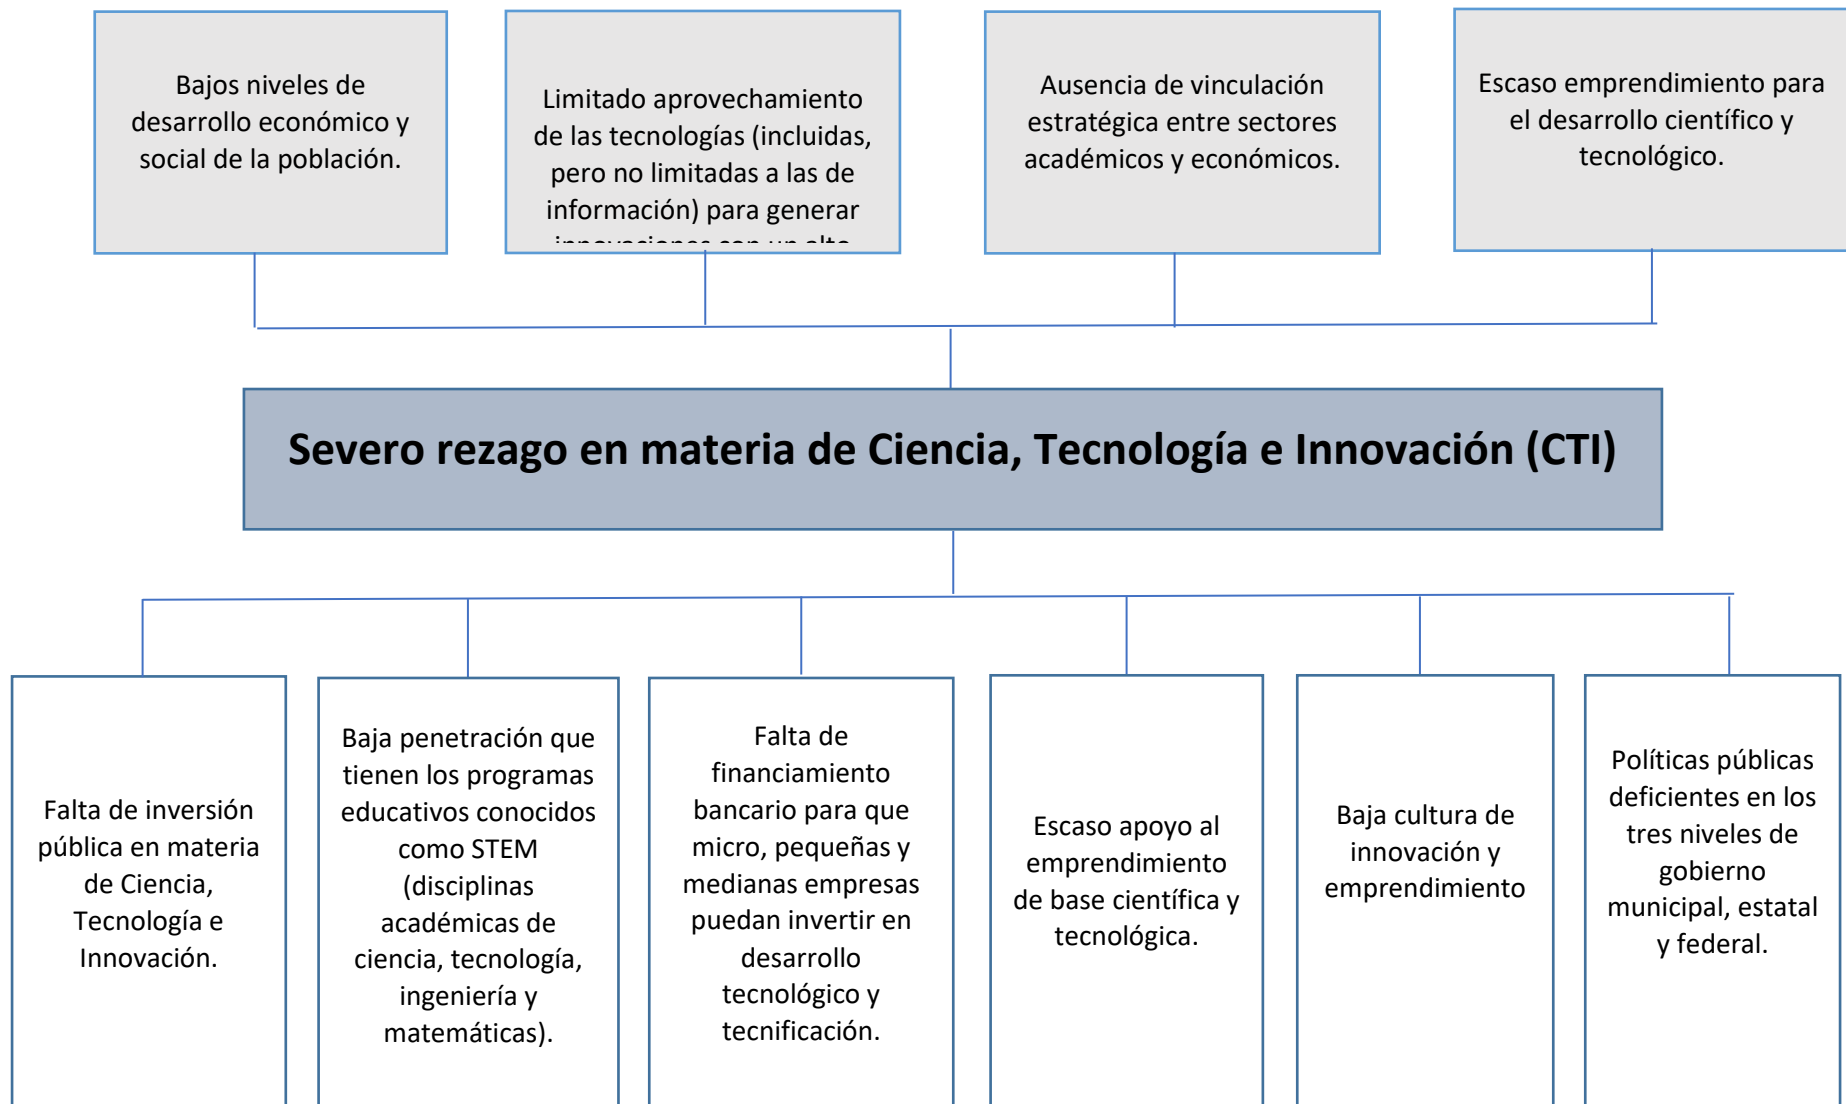 Bajos niveles de
desarrollo económico y
social de la población.
Limitado aprovechamiento
de las tecnologías (incluidas,
pero no limitadas a las de
información) para generar
innovaciones con un alto
Ausencia de vinculación
estratégica entre sectores
académicos y económicos.
Escaso emprendimiento para
el desarrollo científico y
tecnológico.
Severo rezago en materia de Ciencia, Tecnología e Innovación (CTI)
Falta de inversión
pública en materia
de Ciencia,
Tecnología e
Innovación.
Baja penetración que
tienen los programas
educativos conocidos
como STEM
(disciplinas
académicas de
ciencia, tecnología,
ingeniería y
matemáticas).
Falta de
financiamiento
bancario para que
micro, pequeñas y
medianas empresas
puedan invertir en
desarrollo
tecnológico y
tecnificación.
Escaso apoyo al
emprendimiento
de base científica y
tecnológica.
Baja cultura de
innovación y
emprendimiento
Políticas públicas
deficientes en los
tres niveles de
gobierno
municipal, estatal
y federal.